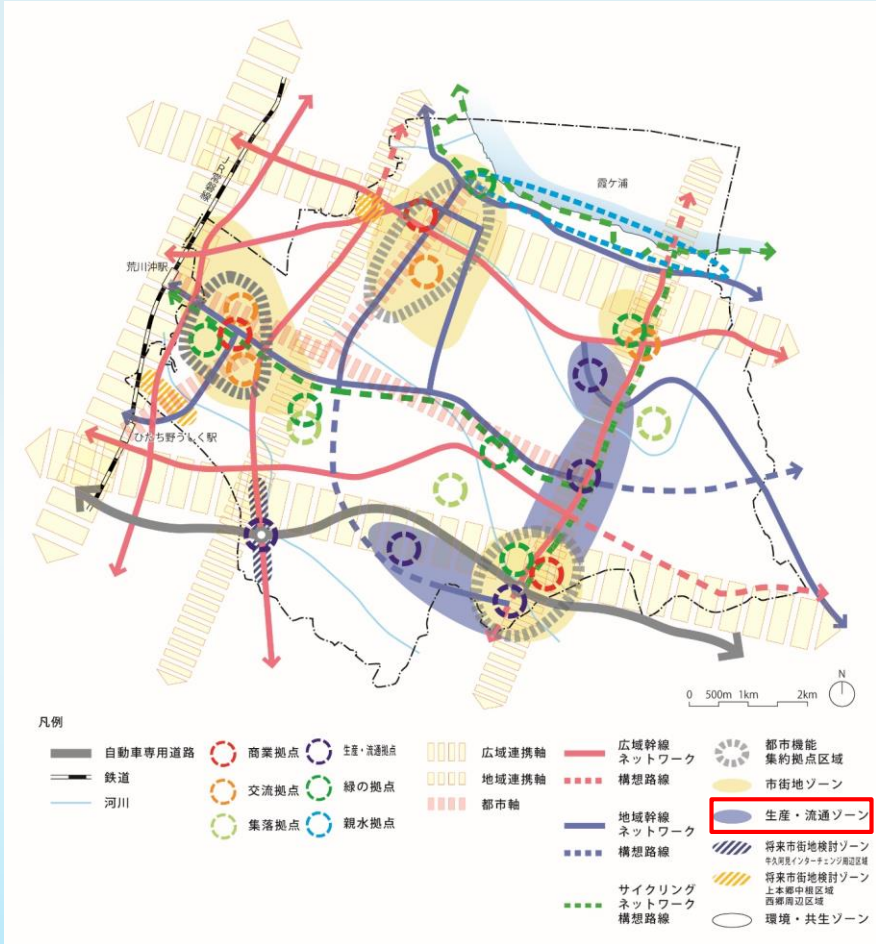 霞ケ浦
JR常磐線
荒川沖駅
ひたち野うしく駅
N
0 500m 1km 2km
凡例
自動車専用道路
鉄道
河川
商業拠点
交流拠点
集落拠点
生産・流通拠点
緑の拠点
親水拠点
広域連携軸
地域連携軸
都市軸
広域幹線
ネットワーク
構想路線
地域幹線
ネットワーク
構想路線
サイクリング
ネットワーク
構想路線
都市機能
集約拠点区域
市街地ゾーン
生産・流通ゾーン
将来市街地検討ゾーン
牛久阿見インターチェンジ周辺区域
将来市街地検討ゾーン
上本郷中根区域
西郷周辺区域
環境・共生ゾーン